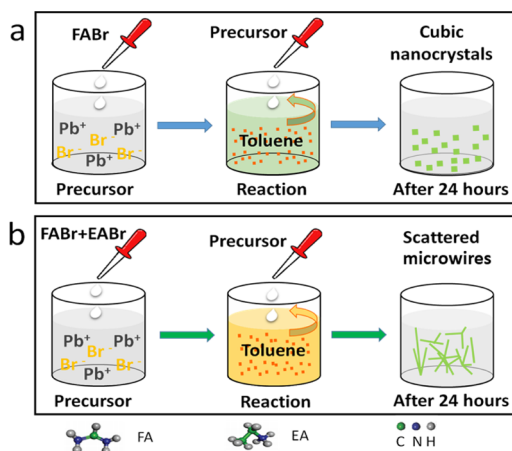 a
FABr
Precursor
Cubic
nanocrystals
Pb⁺ Pb⁺
Br⁻
Br⁻ Pb⁺ Br⁻
Toluene
Precursor
Reaction
After 24 hours
b
FABr+EABr
Precursor
Scattered
microwires
Pb⁺ Pb⁺
Br⁻
Br⁻ Pb⁺ Br⁻
Toluene
Precursor
Reaction
After 24 hours
FA
EA
C N H